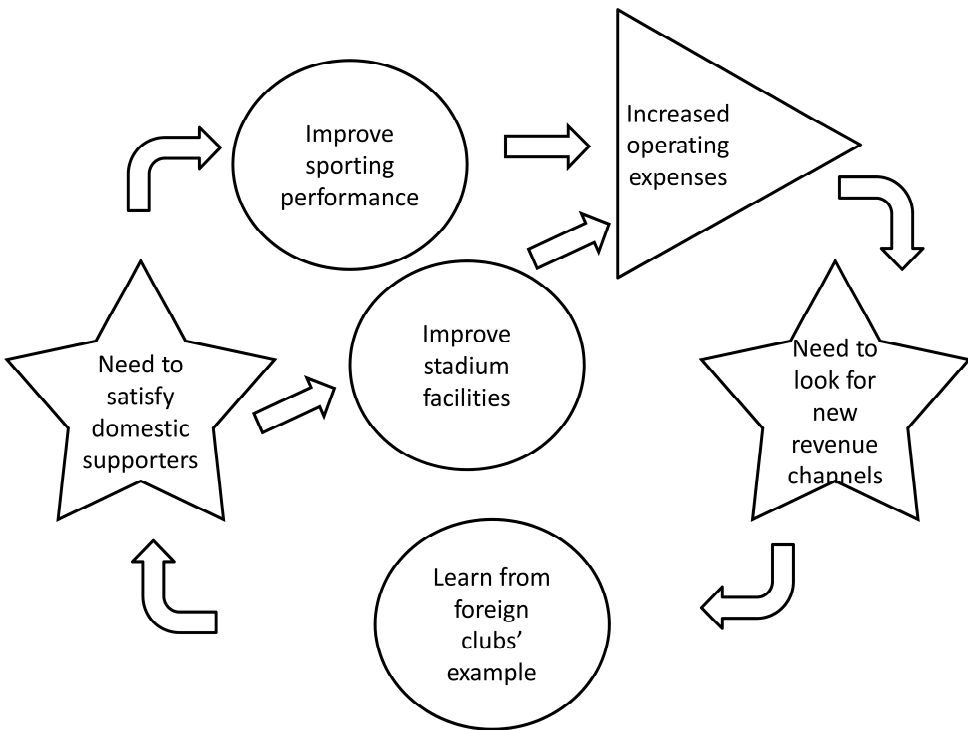 Improve
sporting
performance
Increased
operating
expenses
Need to
satisfy
domestic
supporters
Improve
stadium
facilities
Need to
look for
new
revenue
channels
Learn from
foreign
clubs’
example